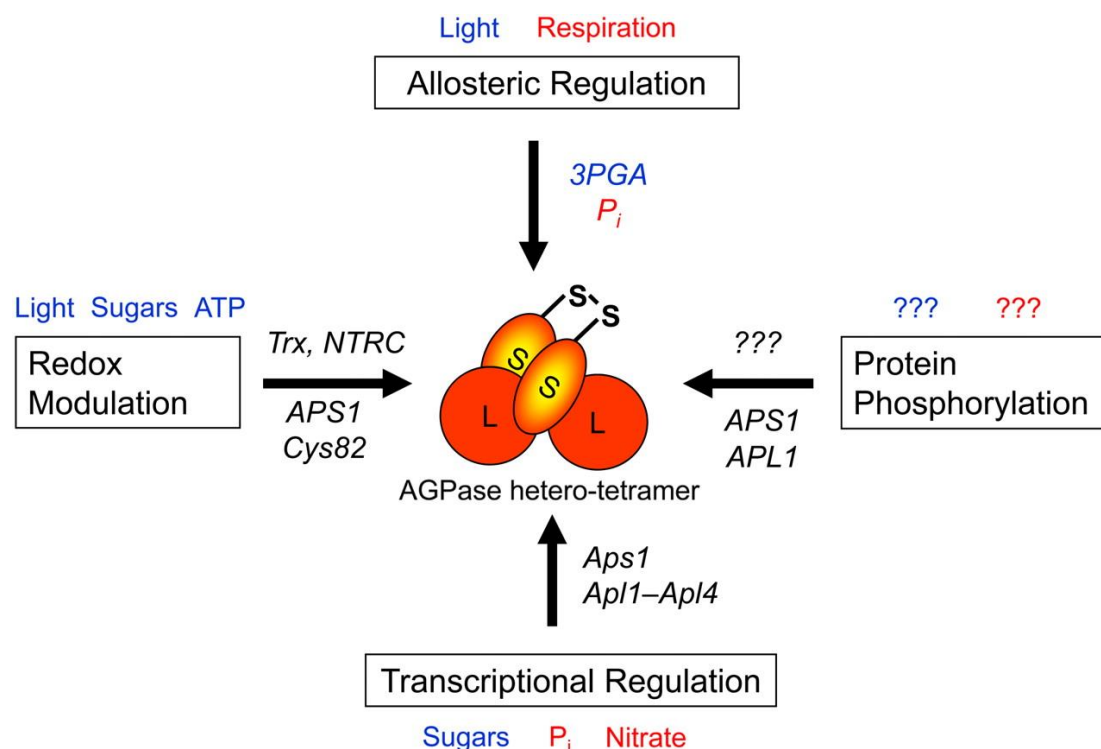 Light Respiration
Allosteric Regulation
3PGA
Pi
Light Sugars ATP
Redox
Modulation
Trx, NTRC
APS1
Cys82
S
S
S
S
L
L
AGPase hetero-tetramer
??? ???
Protein
Phosphorylation
???
APS1
APL1
Aps1
Apl1–Apl4
Transcriptional Regulation
Sugars Pi Nitrate